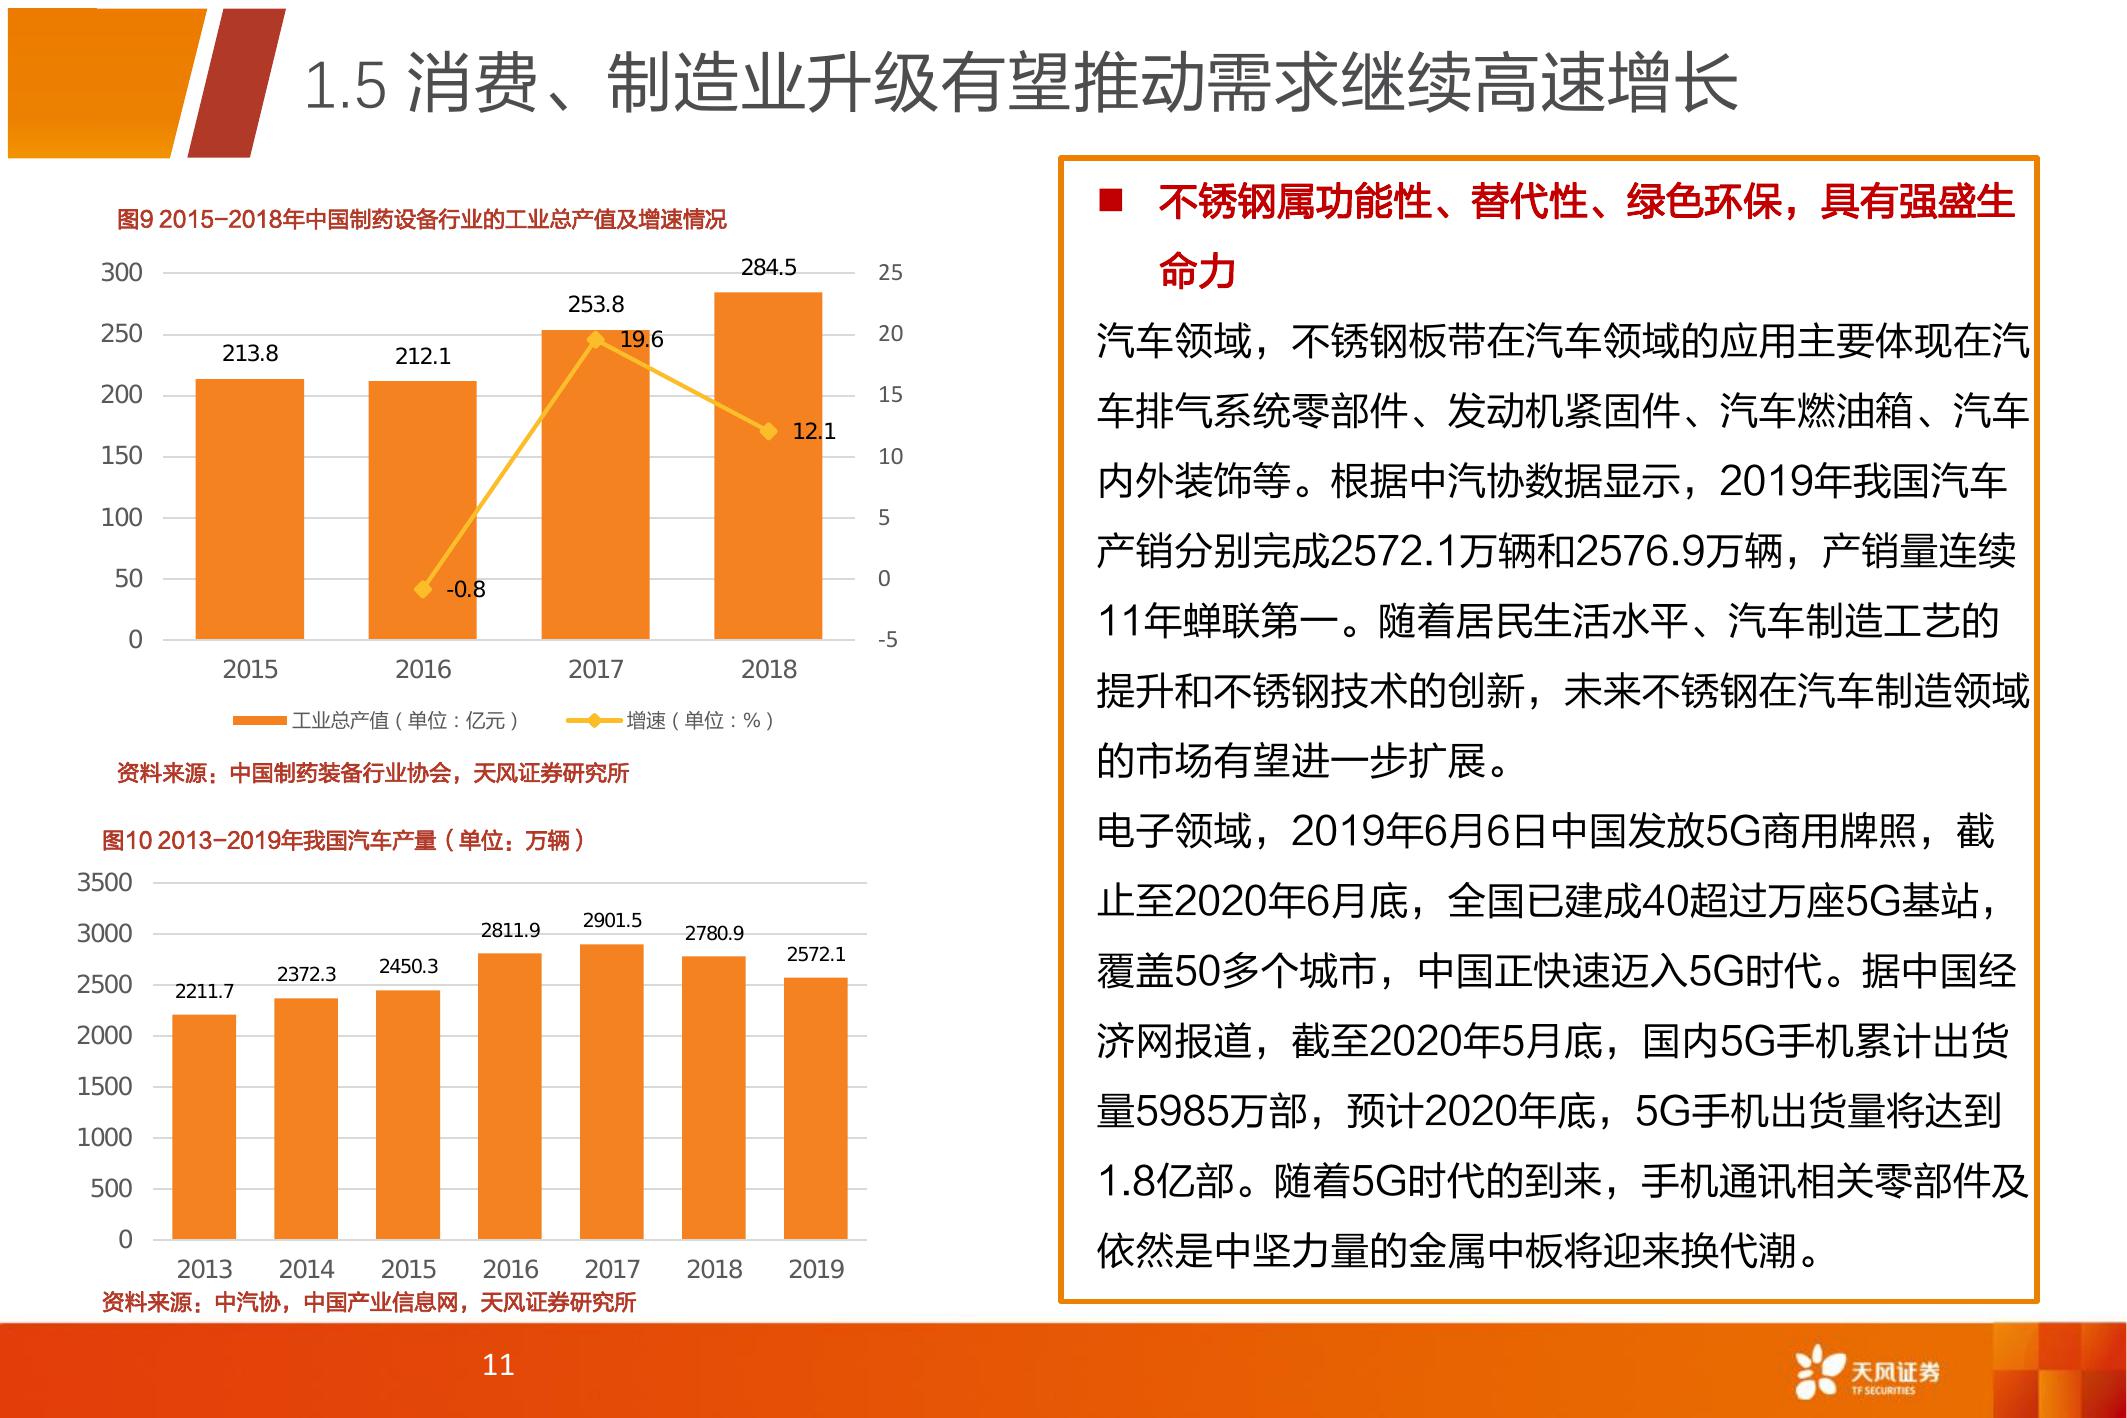 1.5 消费、制造业升级有望推动需求继续高速增长
图9 2015-2018年中国制药设备行业的工业总产值及增速情况
300
250
200
150
100
50
0
25
20
15
10
5
0
-5
213.8
212.1
253.8
284.5
-0.8
19.6
12.1
2015 2016 2017 2018
工业总产值（单位：亿元） 增速（单位：%）
资料来源：中国制药装备行业协会，天风证券研究所
图10 2013-2019年我国汽车产量（单位：万辆）
3500
3000
2500
2000
1500
1000
500
0
2211.7
2372.3
2450.3
2811.9
2901.5
2780.9
2572.1
2013 2014 2015 2016 2017 2018 2019
资料来源：中汽协，中国产业信息网，天风证券研究所
■ 不锈钢属功能性、替代性、绿色环保，具有强盛生
命力
汽车领域，不锈钢板带在汽车领域的应用主要体现在汽
车排气系统零部件、发动机紧固件、汽车燃油箱、汽车
内外装饰等。根据中汽协数据显示，2019年我国汽车
产销分别完成2572.1万辆和2576.9万辆，产销量连续
11年蝉联第一。随着居民生活水平、汽车制造工艺的
提升和不锈钢技术的创新，未来不锈钢在汽车制造领域
的市场有望进一步扩展。
电子领域，2019年6月6日中国发放5G商用牌照，截
止至2020年6月底，全国已建成40超过万座5G基站，
覆盖50多个城市，中国正快速迈入5G时代。据中国经
济网报道，截至2020年5月底，国内5G手机累计出货
量5985万部，预计2020年底，5G手机出货量将达到
1.8亿部。随着5G时代的到来，手机通讯相关零部件及
依然是中坚力量的金属中板将迎来换代潮。
11
天风证券
TF SECURITIES